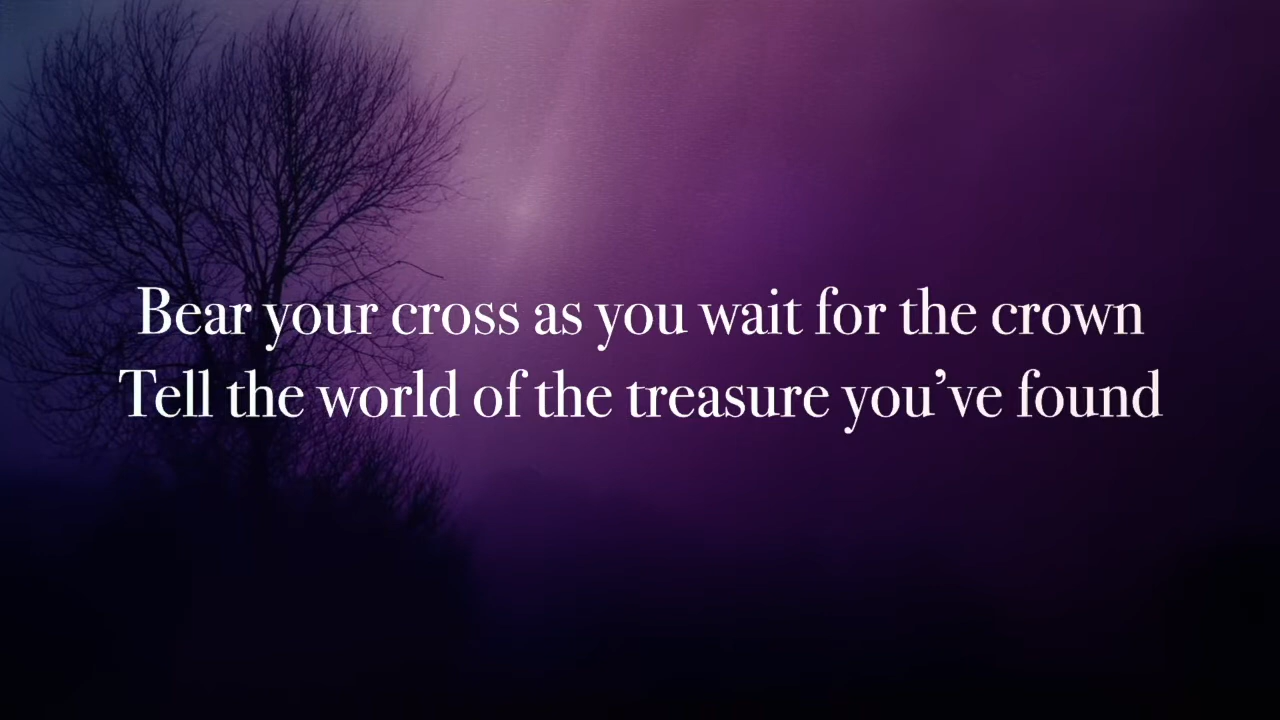 Bear your cross as you wait for the crown
Tell the world of the treasure you’ve found